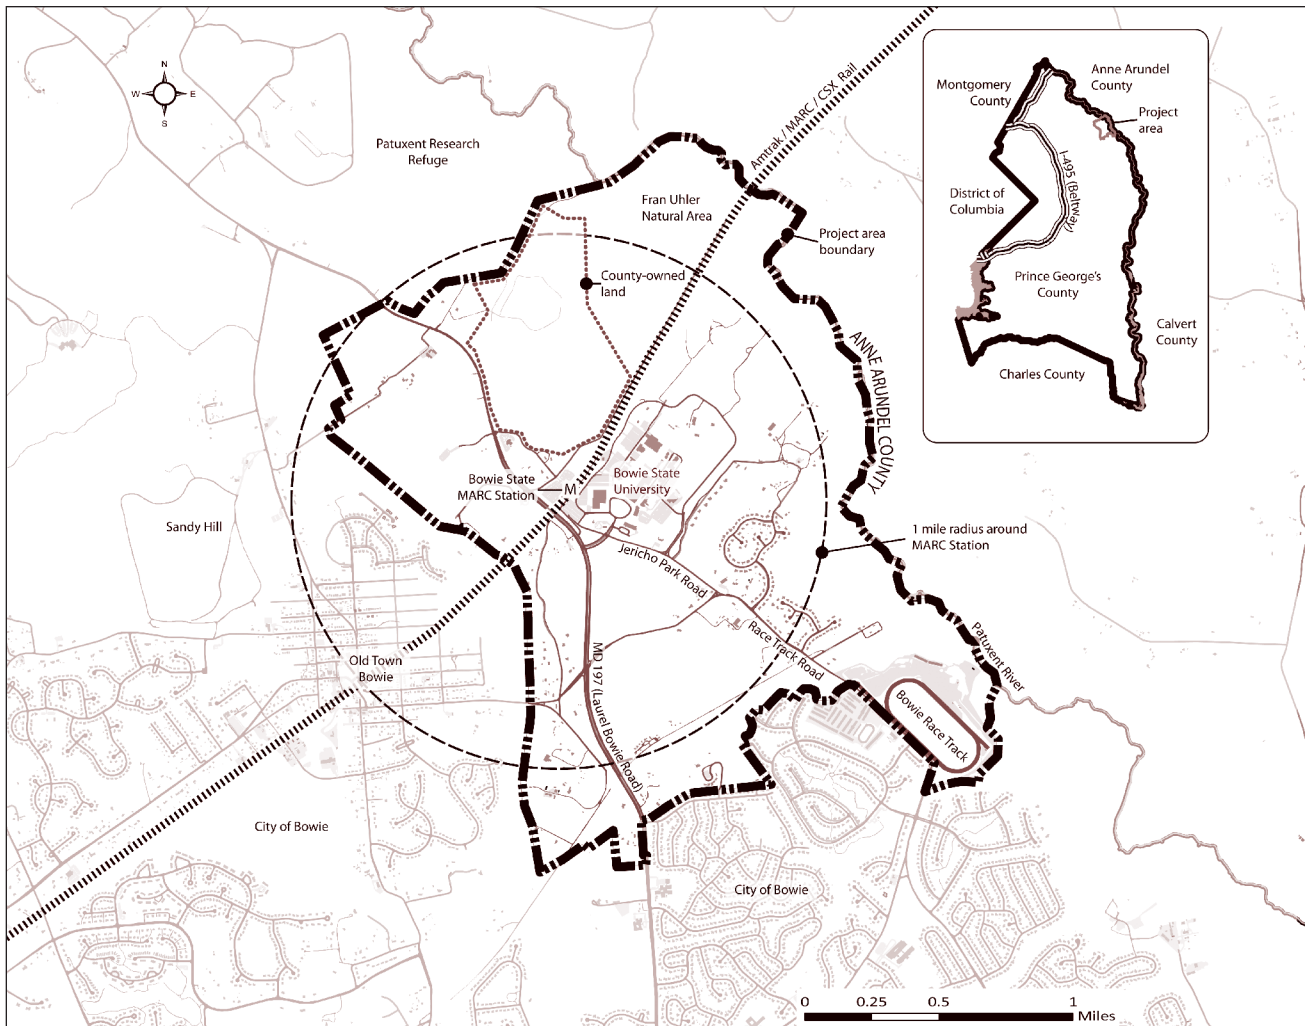 N
W
E
S
Patuxent Research
Refuge
Amtrak / MARC / CSX Rail
Fran Uhler
Natural Area
Project area
boundary
County-owned
land
ANNE ARUNDEL COUNTY
Bowie State
MARC Station
M
Bowie State
University
Sandy Hill
1 mile radius around
MARC Station
Jericho Park Road
Race Track Road
Patuxent River
Old Town
Bowie
MD 197 (Laurel Bowie Road)
Bowie Race Track
City of Bowie
City of Bowie
Montgomery
County
Anne Arundel
County
Project
area
I-495 (Beltway)
District of
Columbia
Prince George's
County
Calvert
County
Charles County
0
0.25
0.5
1
Miles